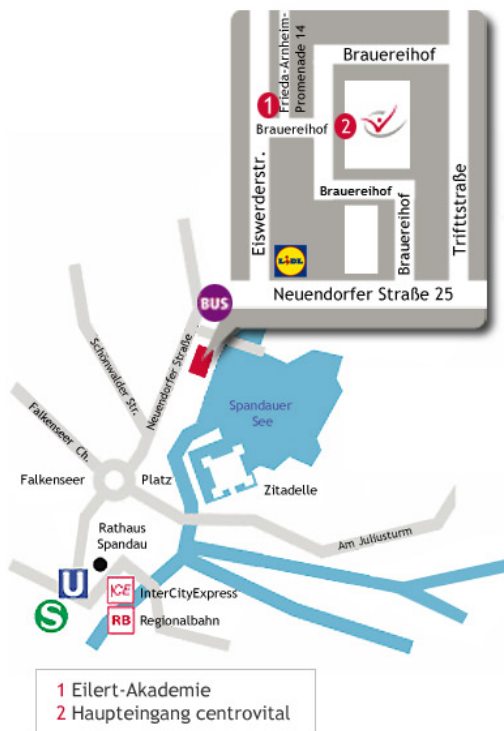 Frieda-Arnheim-
Promenade 14
Brauereihof
1
Brauereihof
2
Brauereihof
Eiswerderstr.
Brauereihof
Trifttstraße
LIDL
Neuendorfer Straße 25
BUS
Schönwalder Str.
Neuendorfer Straße
Spandauer
See
Falkenseer Ch.
Falkenseer
Platz
Zitadelle
Rathaus
Spandau
Am Juliusturm
U
ICE
InterCityExpress
S
RB
Regionalbahn
1 Eilert-Akademie
2 Haupteingang centrovital